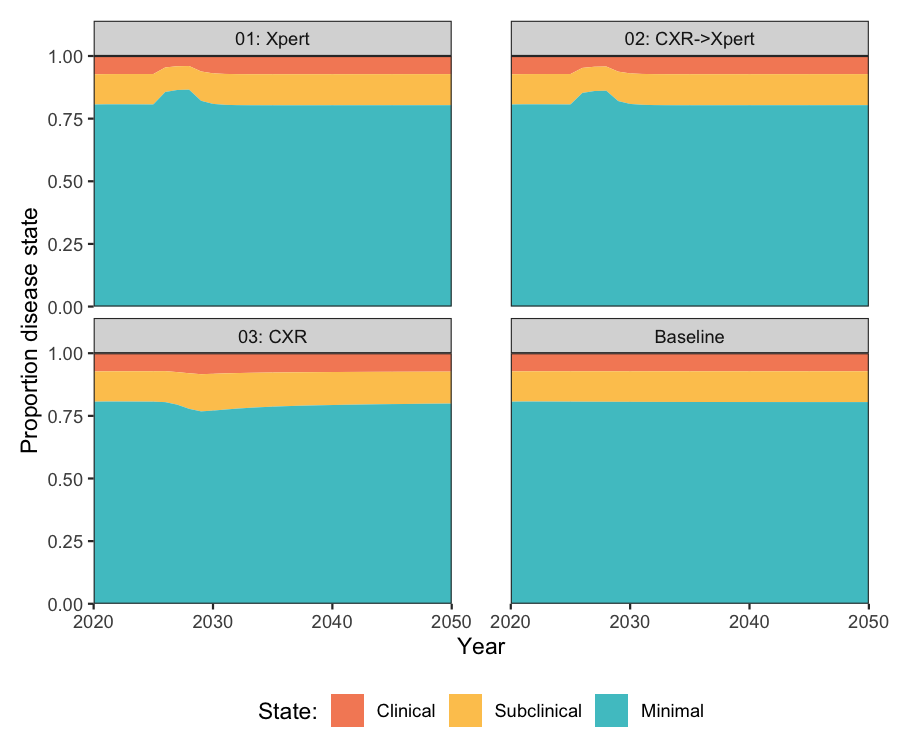 01: Xpert
02: CXR->Xpert
1.00
0.75
0.50
0.25
0.00
03: CXR
Baseline
1.00
0.75
0.50
0.25
0.00
Proportion disease state
2020 2030 2040 2050
2020 2030 2040 2050
Year
State: Clinical Subclinical Minimal